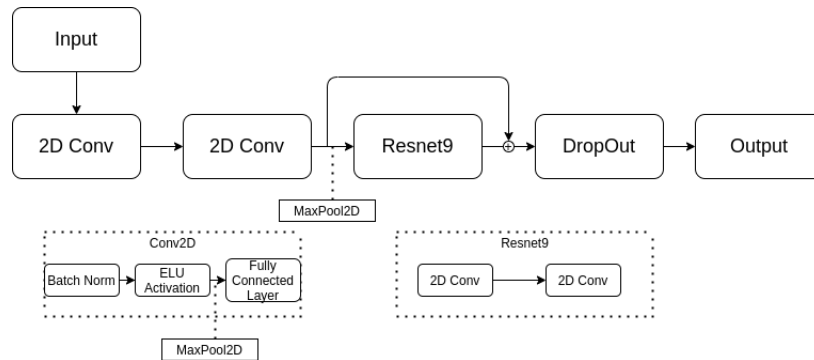 Input
2D Conv
2D Conv
Resnet9
DropOut
Output
MaxPool2D
Conv2D
Batch Norm
ELU
Activation
Fully
Connected
Layer
MaxPool2D
Resnet9
2D Conv
2D Conv